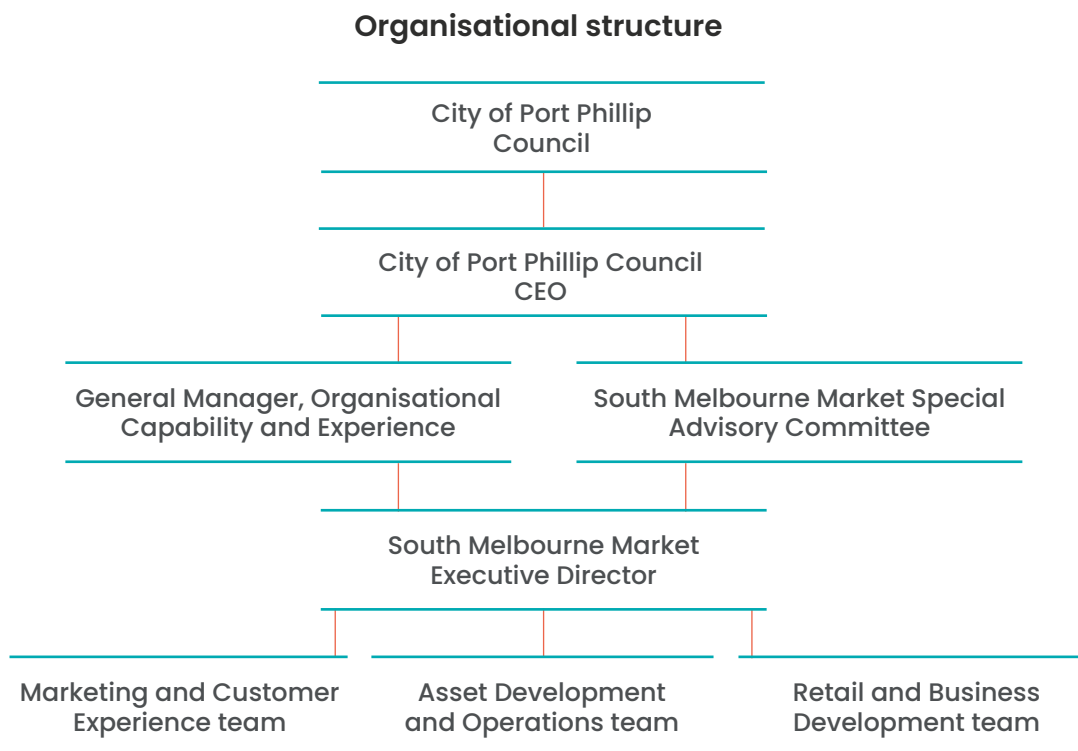 Organisational structure
City of Port Phillip
Council
City of Port Phillip Council
CEO
General Manager, Organisational
Capability and Experience
South Melbourne Market Special
Advisory Committee
South Melbourne Market
Executive Director
Marketing and Customer
Experience team
Asset Development
and Operations team
Retail and Business
Development team